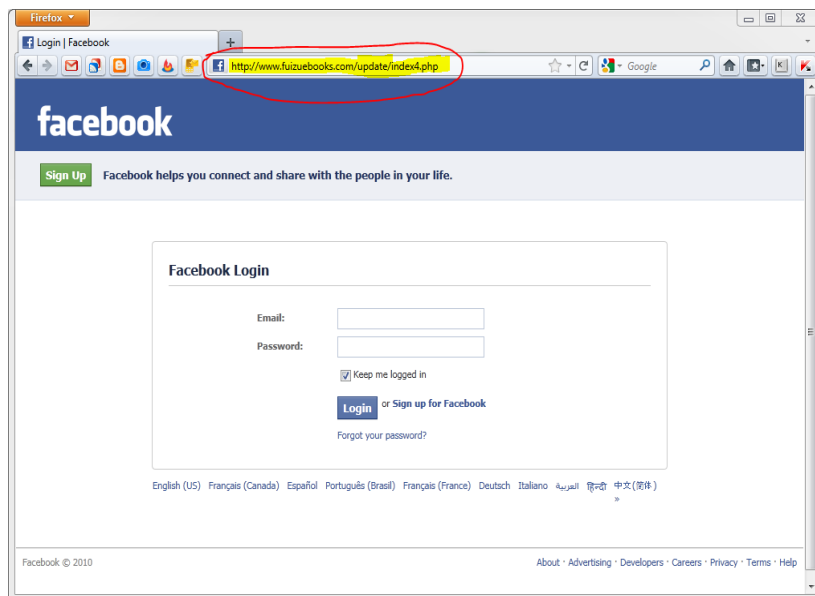 Firefox
Login | Facebook
http://www.fuizuebooks.com/update/index4.php
Google
facebook
Sign Up Facebook helps you connect and share with the people in your life.
Facebook Login
Email:
Password:
Keep me logged in
Login or Sign up for Facebook
Forgot your password?
English (US) Français (Canada) Español Português (Brasil) Français (France) Deutsch Italiano العربية हिन्दी 中文(简体)
»
Facebook © 2010
About · Advertising · Developers · Careers · Privacy · Terms · Help